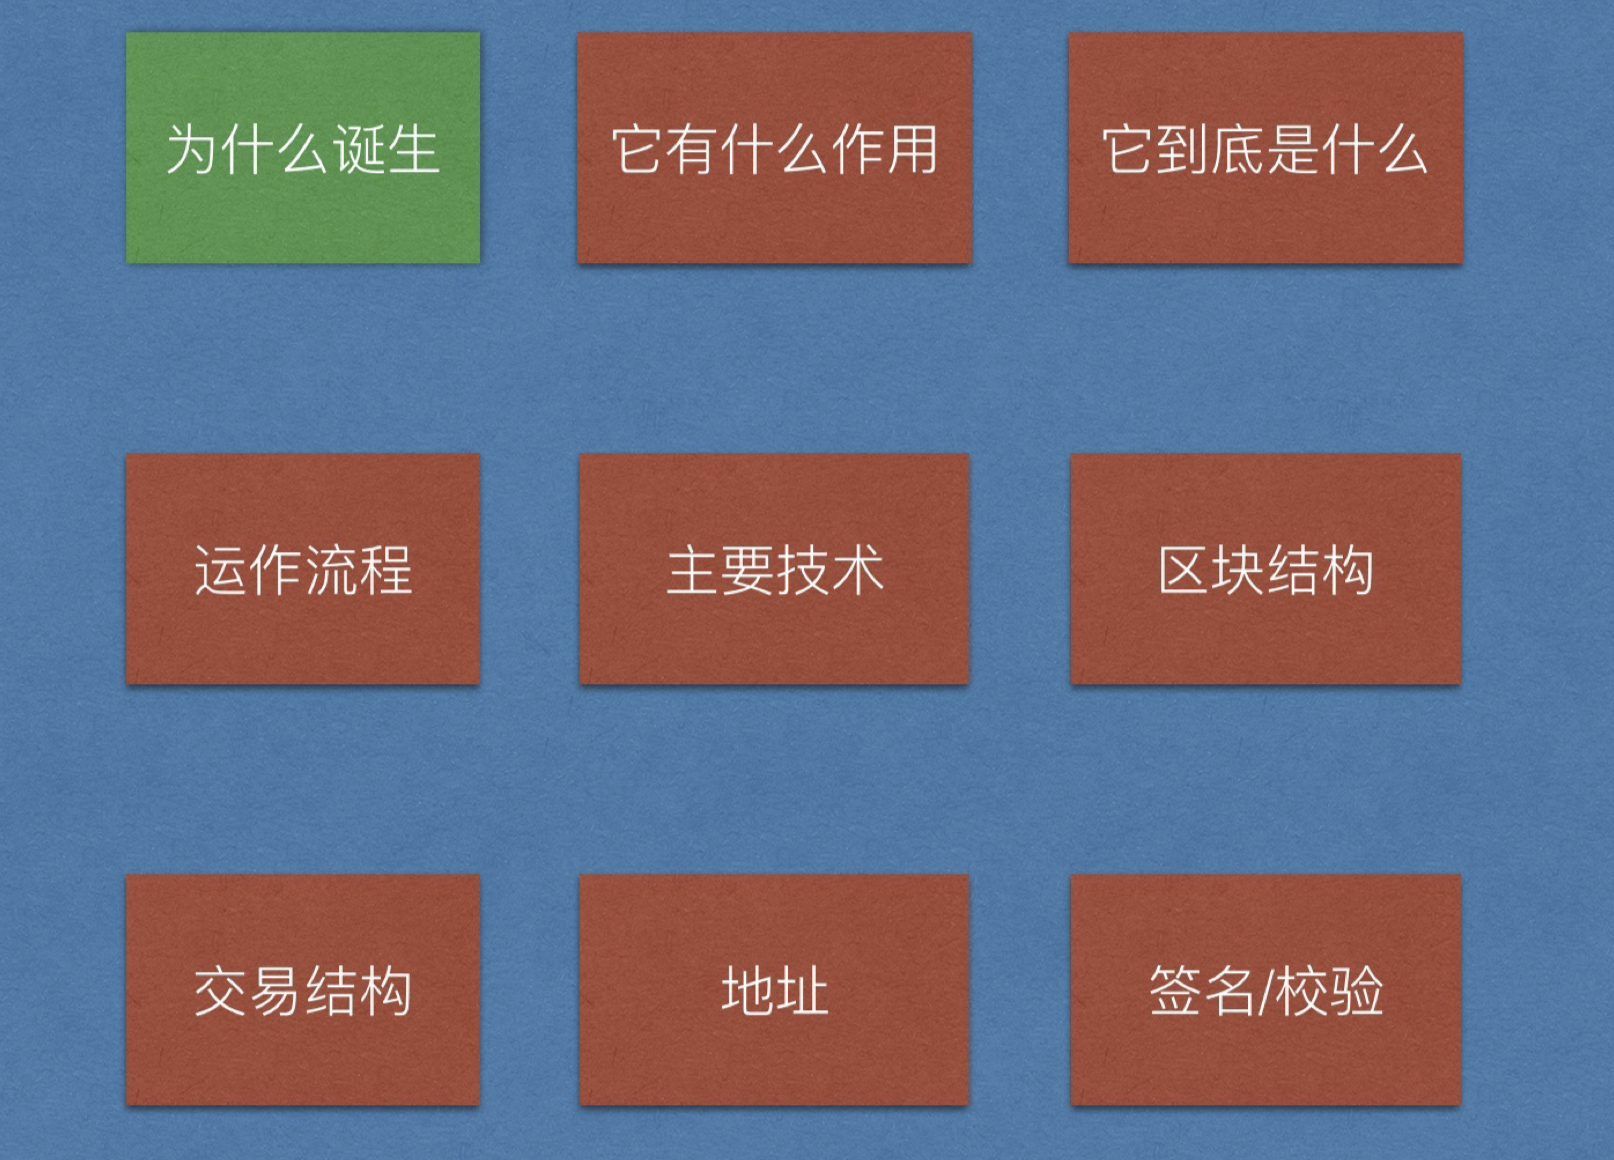 为什么诞生
它有什么作用
它到底是什么
运作流程
主要技术
区块结构
交易结构
地址
签名/校验